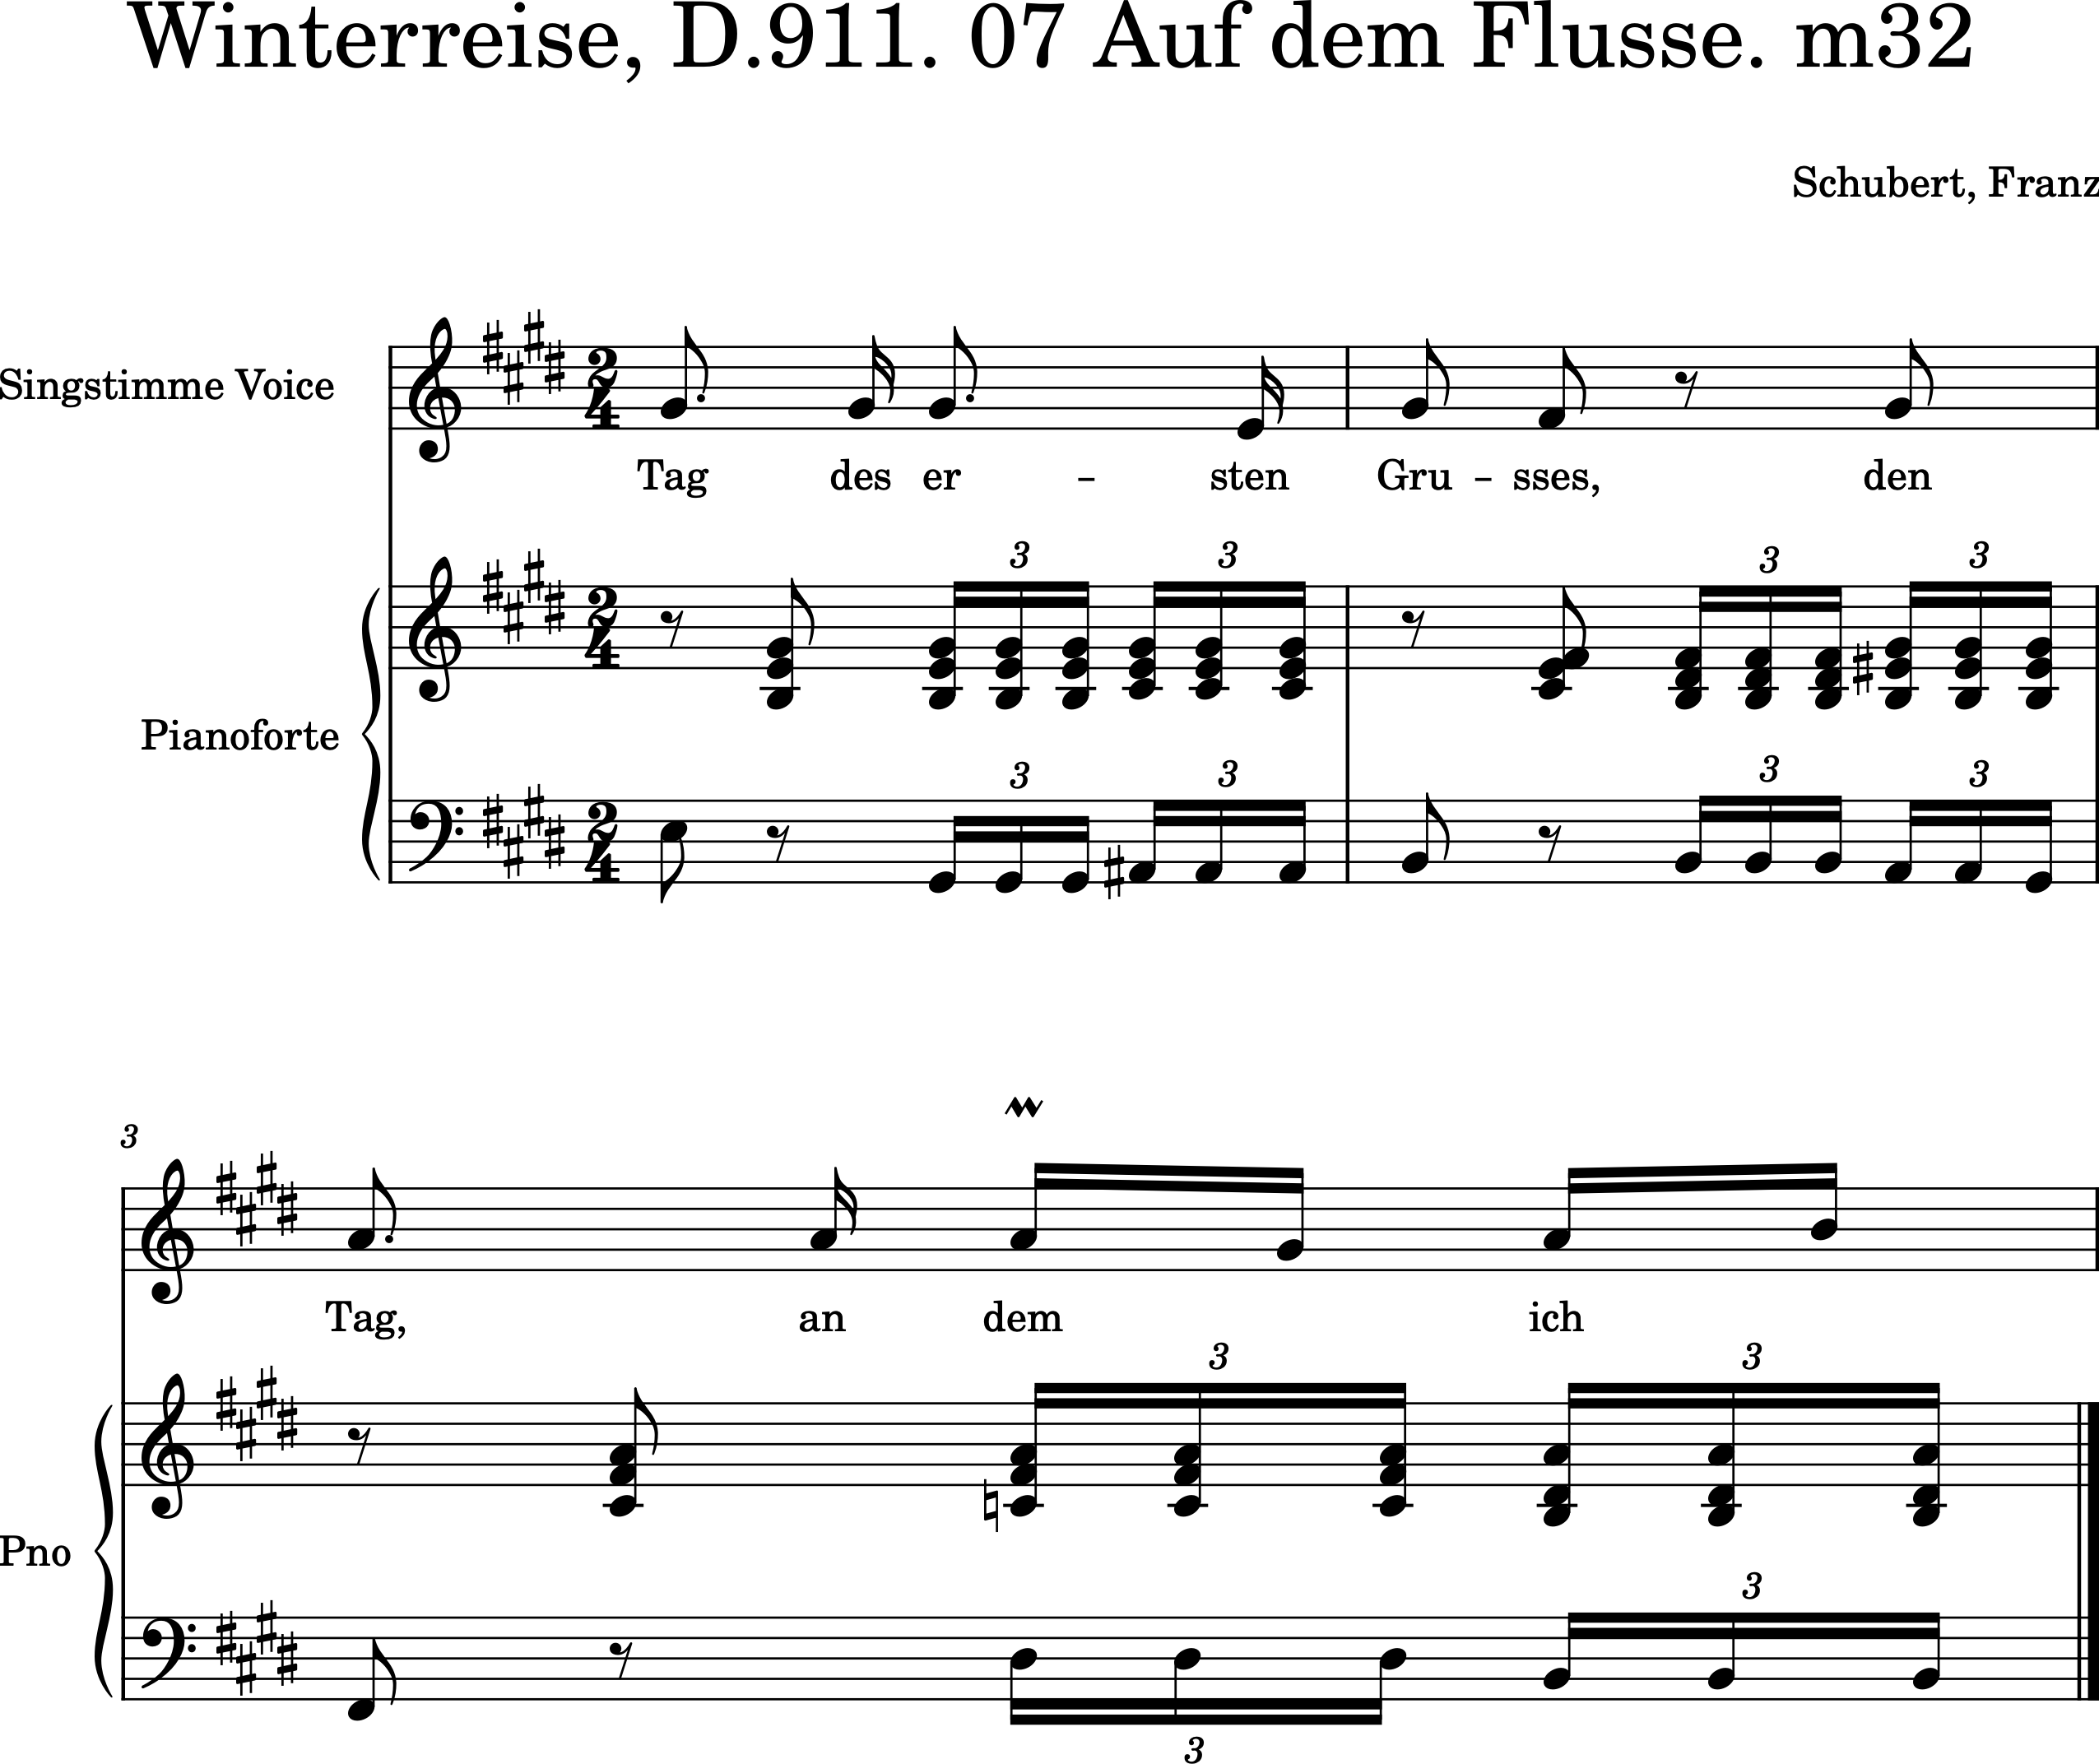 Winterreise, D.911. 07 Auf dem Flusse. m32
Schubert, Franz
Singstimme Voice
Tag des er - sten Gru - sses, den
3 3 3 3
Pianoforte
3 3 3 3
3
Tag, an dem ich
3 3
Pno
3
3